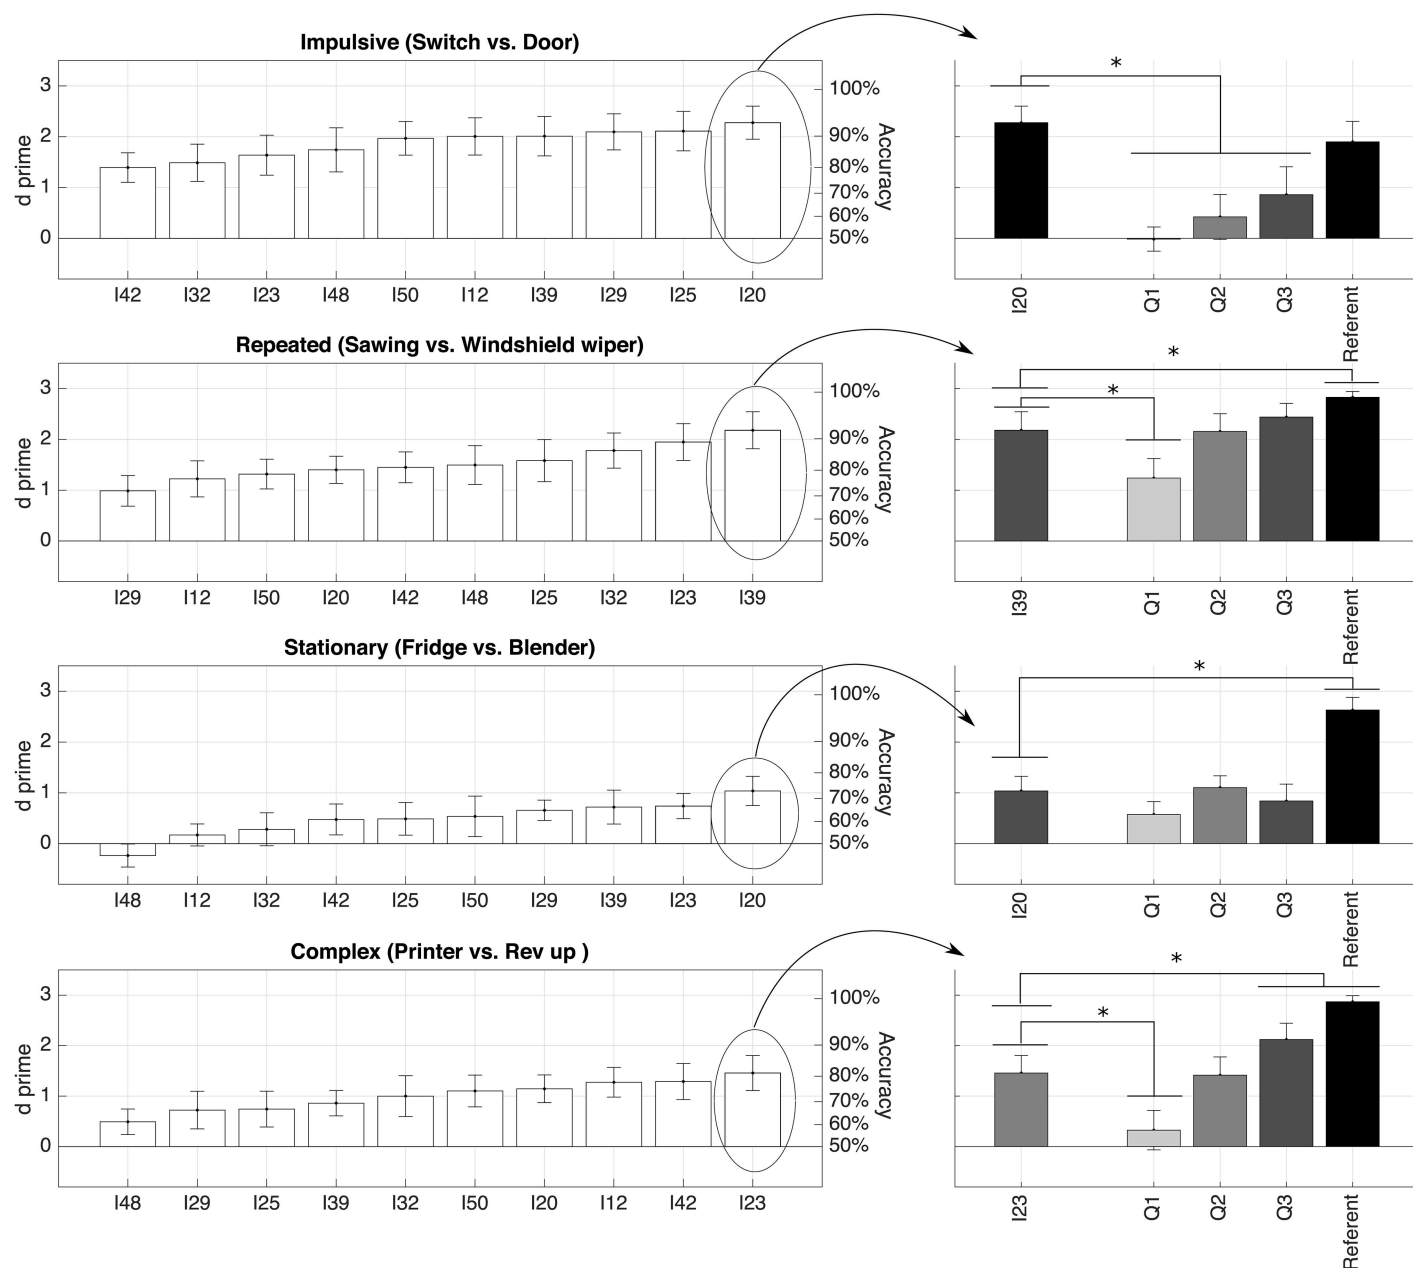 Impulsive (Switch vs. Door)
d prime
3
2
1
0
100%
90%
80%
70%
60%
50%
Accuracy
I42 I32 I23 I48 I50 I12 I39 I29 I25 I20
*
I20 Q1 Q2 Q3 Referent
Repeated (Sawing vs. Windshield wiper)
d prime
3
2
1
0
100%
90%
80%
70%
60%
50%
Accuracy
I29 I12 I50 I20 I42 I48 I25 I32 I23 I39
*
*
I39 Q1 Q2 Q3 Referent
Stationary (Fridge vs. Blender)
d prime
3
2
1
0
100%
90%
80%
70%
60%
50%
Accuracy
I48 I12 I32 I42 I25 I50 I29 I39 I23 I20
*
I20 Q1 Q2 Q3 Referent
Complex (Printer vs. Rev up )
d prime
3
2
1
0
100%
90%
80%
70%
60%
50%
Accuracy
I48 I29 I25 I39 I32 I50 I20 I12 I42 I23
*
*
I23 Q1 Q2 Q3 Referent